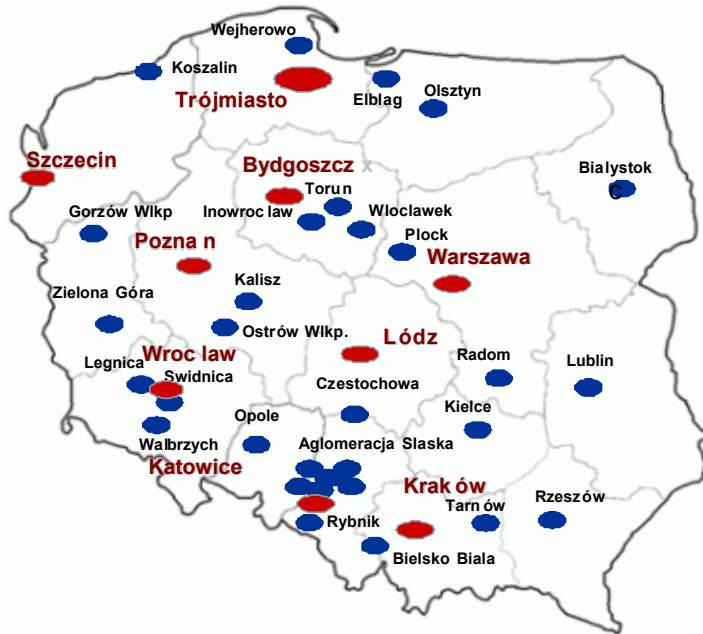 Wejherowo
Koszalin
Trójmiasto
Elblag
Olsztyn
Szczecin
Bydgoszcz x
Bialystok
C
Torun
Gorzów Wlkp
Inowroc law
Wloclawek
Pozna n
Plock
Warszawa
Kalisz
Zielona Góra
Ostrów Wlkp.
Lódz
Wroc law
Legnica
Swidnica
Radom
Lublin
Czestochowa
Kielce
Opole
Walbrzych
Aglomeracja Slaska
Katowice
Krak ów
Tarn ów
Rzeszów
Rybnik
Bielsko Biala